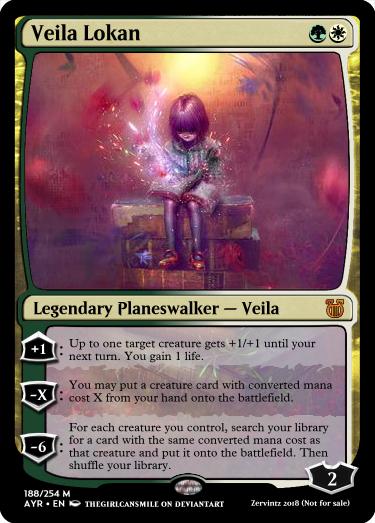 Veila Lokan
Legendary Planeswalker — Veila
+1: Up to one target creature gets +1/+1 until your
next turn. You gain 1 life.
-X: You may put a creature card with converted mana
cost X from your hand onto the battlefield.
-6: For each creature you control, search your library
for a card with the same converted mana cost as
that creature and put it onto the battlefield. Then
shuffle your library.
2
188/254 M
AYR • EN THEGIRLCANSMILE ON DEVIANTART
Zervintz 2018 (Not for sale)